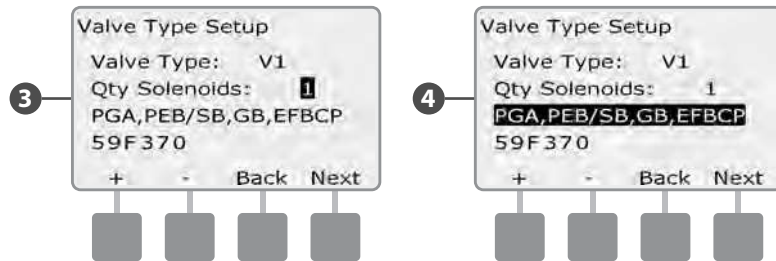 3
Valve Type Setup
Valve Type: V1
Qty Solenoids: 1
PGA,PEB/SB,GB,EFBCP
59F370
+ - Back Next
4
Valve Type Setup
Valve Type: V1
Qty Solenoids: 1
PGA,PEB/SB,GB,EFBCP
59F370
+ - Back Next